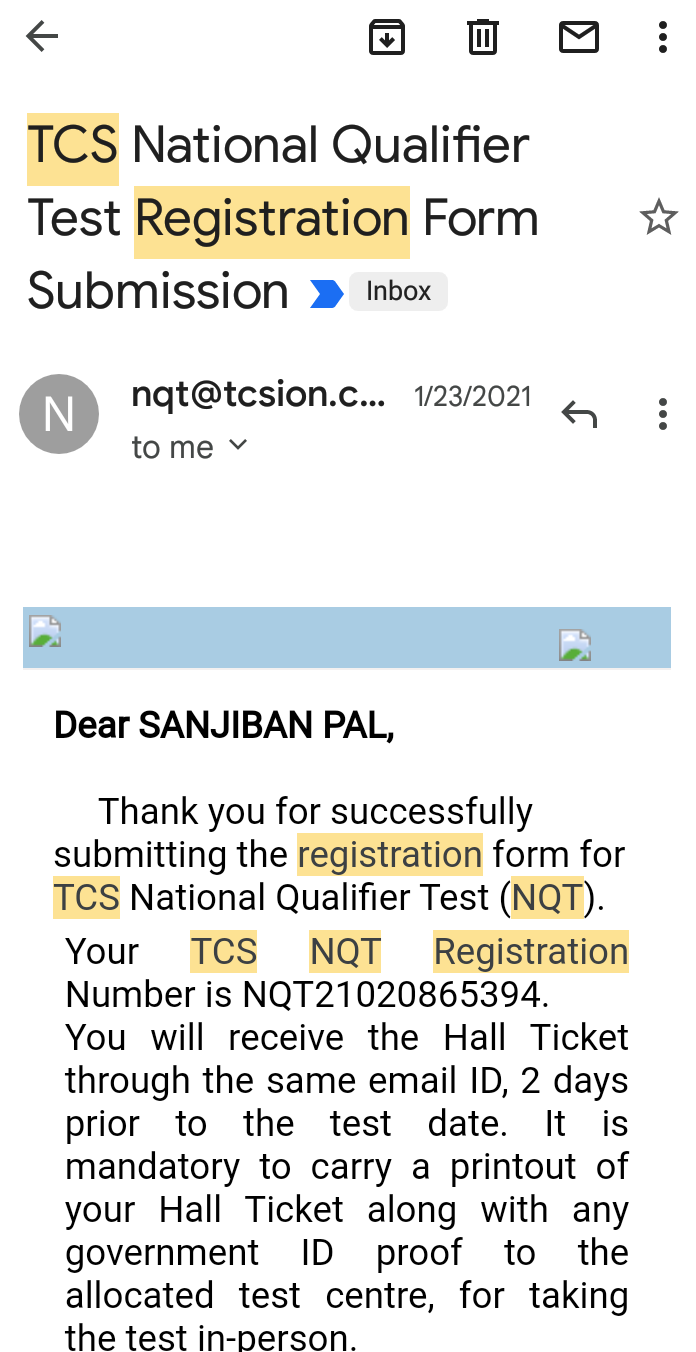 TCS National Qualifier
Test Registration Form
Submission Inbox
N
nqt@tcsion.c... 1/23/2021
to me
Dear SANJIBAN PAL,
Thank you for successfully
submitting the registration form for
TCS National Qualifier Test (NQT).
Your TCS NQT Registration
Number is NQT21020865394.
You will receive the Hall Ticket
through the same email ID, 2 days
prior to the test date. It is
mandatory to carry a printout of
your Hall Ticket along with any
government ID proof to the
allocated test centre, for taking
the test in-person.